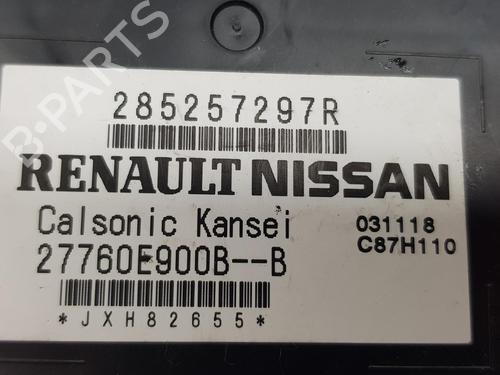 285257297R
RENAULT NISSAN
Calsonic Kansei 031118
27760E900B--B C87H110
*JXH82655*
B-PARTS